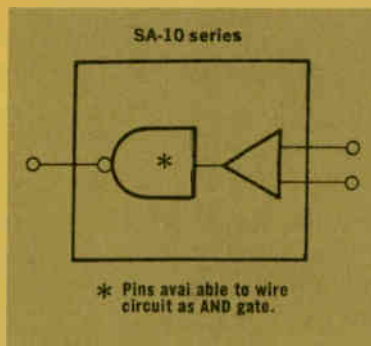 SA-10 series
*
* Pins avai able to wire
circuit as AND gate.